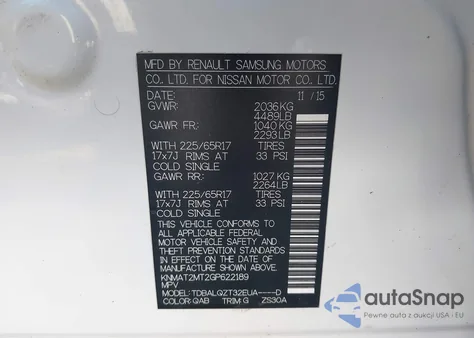 MFD BY RENAULT SAMSUNG MOTORS
CO., LTD. FOR NISSAN MOTOR CO., LTD.
DATE: 11 / 15
GVWR: 2036 KG
4489LB
GAWR FR: 1040 KG
2293LB
WITH 225/65R17 TIRES
17x7J RIMS AT 33 PSI
COLD SINGLE
GAWR RR: 1027 KG
2264LB
WITH 225/65R17 TIRES
17x7J RIMS AT 33 PSI
COLD SINGLE
THIS VEHICLE CONFORMS TO
ALL APPLICABLE FEDERAL
MOTOR VEHICLE SAFETY
STANDARDS IN EFFECT ON
THE DATE OF MANUFACTURE
SHOWN ABOVE.
KNMAT2MT2GP622189
MPV
MODEL: TDBALQZT32EUA----D
COLOR: QAB TRIM: G ZS30A
autoSnap
Pewne auta z USA i EU